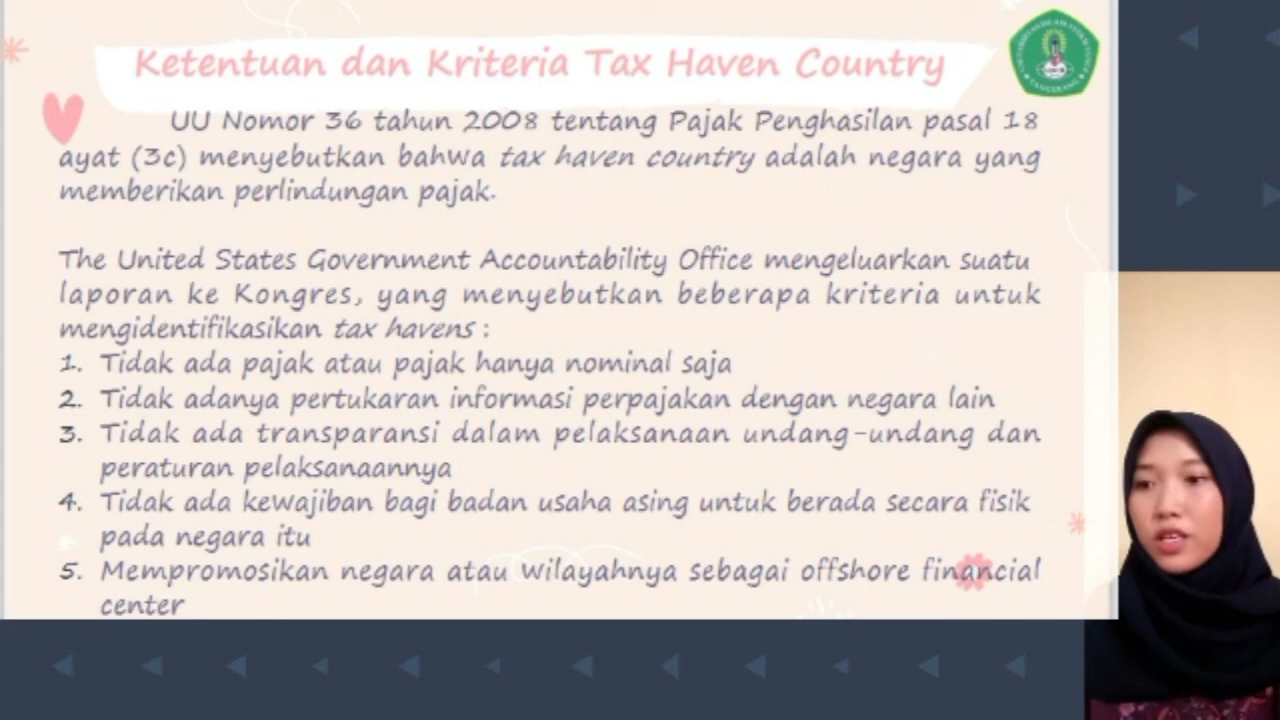 Ketentuan dan Kriteria Tax Haven Country
UU Nomor 36 tahun 2008 tentang Pajak Penghasilan pasal 18
ayat (3c) menyebutkan bahwa tax haven country adalah negara yang
memberikan perlindungan pajak.
The United States Government Accountability Office mengeluarkan suatu
laporan ke Kongres, yang menyebutkan beberapa kriteria untuk
mengidentifikasikan tax havens :
1. Tidak ada pajak atau pajak hanya nominal saja
2. Tidak adanya pertukaran informasi perpajakan dengan negara lain
3. Tidak ada transparansi dalam pelaksanaan undang-undang dan
peraturan pelaksanaannya
4. Tidak ada kewajiban bagi badan usaha asing untuk berada secara fisik
pada negara itu
5. Mempromosikan negara atau wilayahnya sebagai offshore financial
center
TANGERANG